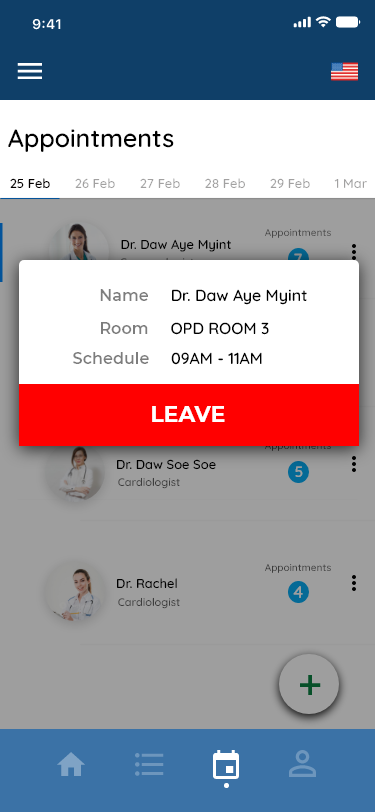 9:41
Appointments
25 Feb 26 Feb 27 Feb 28 Feb 29 Feb 1 Mar
Appointments
Dr. Daw Aye Myint
7
Name Dr. Daw Aye Myint
Room OPD ROOM 3
Schedule 09AM - 11AM
LEAVE
Appointments
Dr. Daw Soe Soe
5
Cardiologist
Appointments
Dr. Rachel
4
Cardiologist